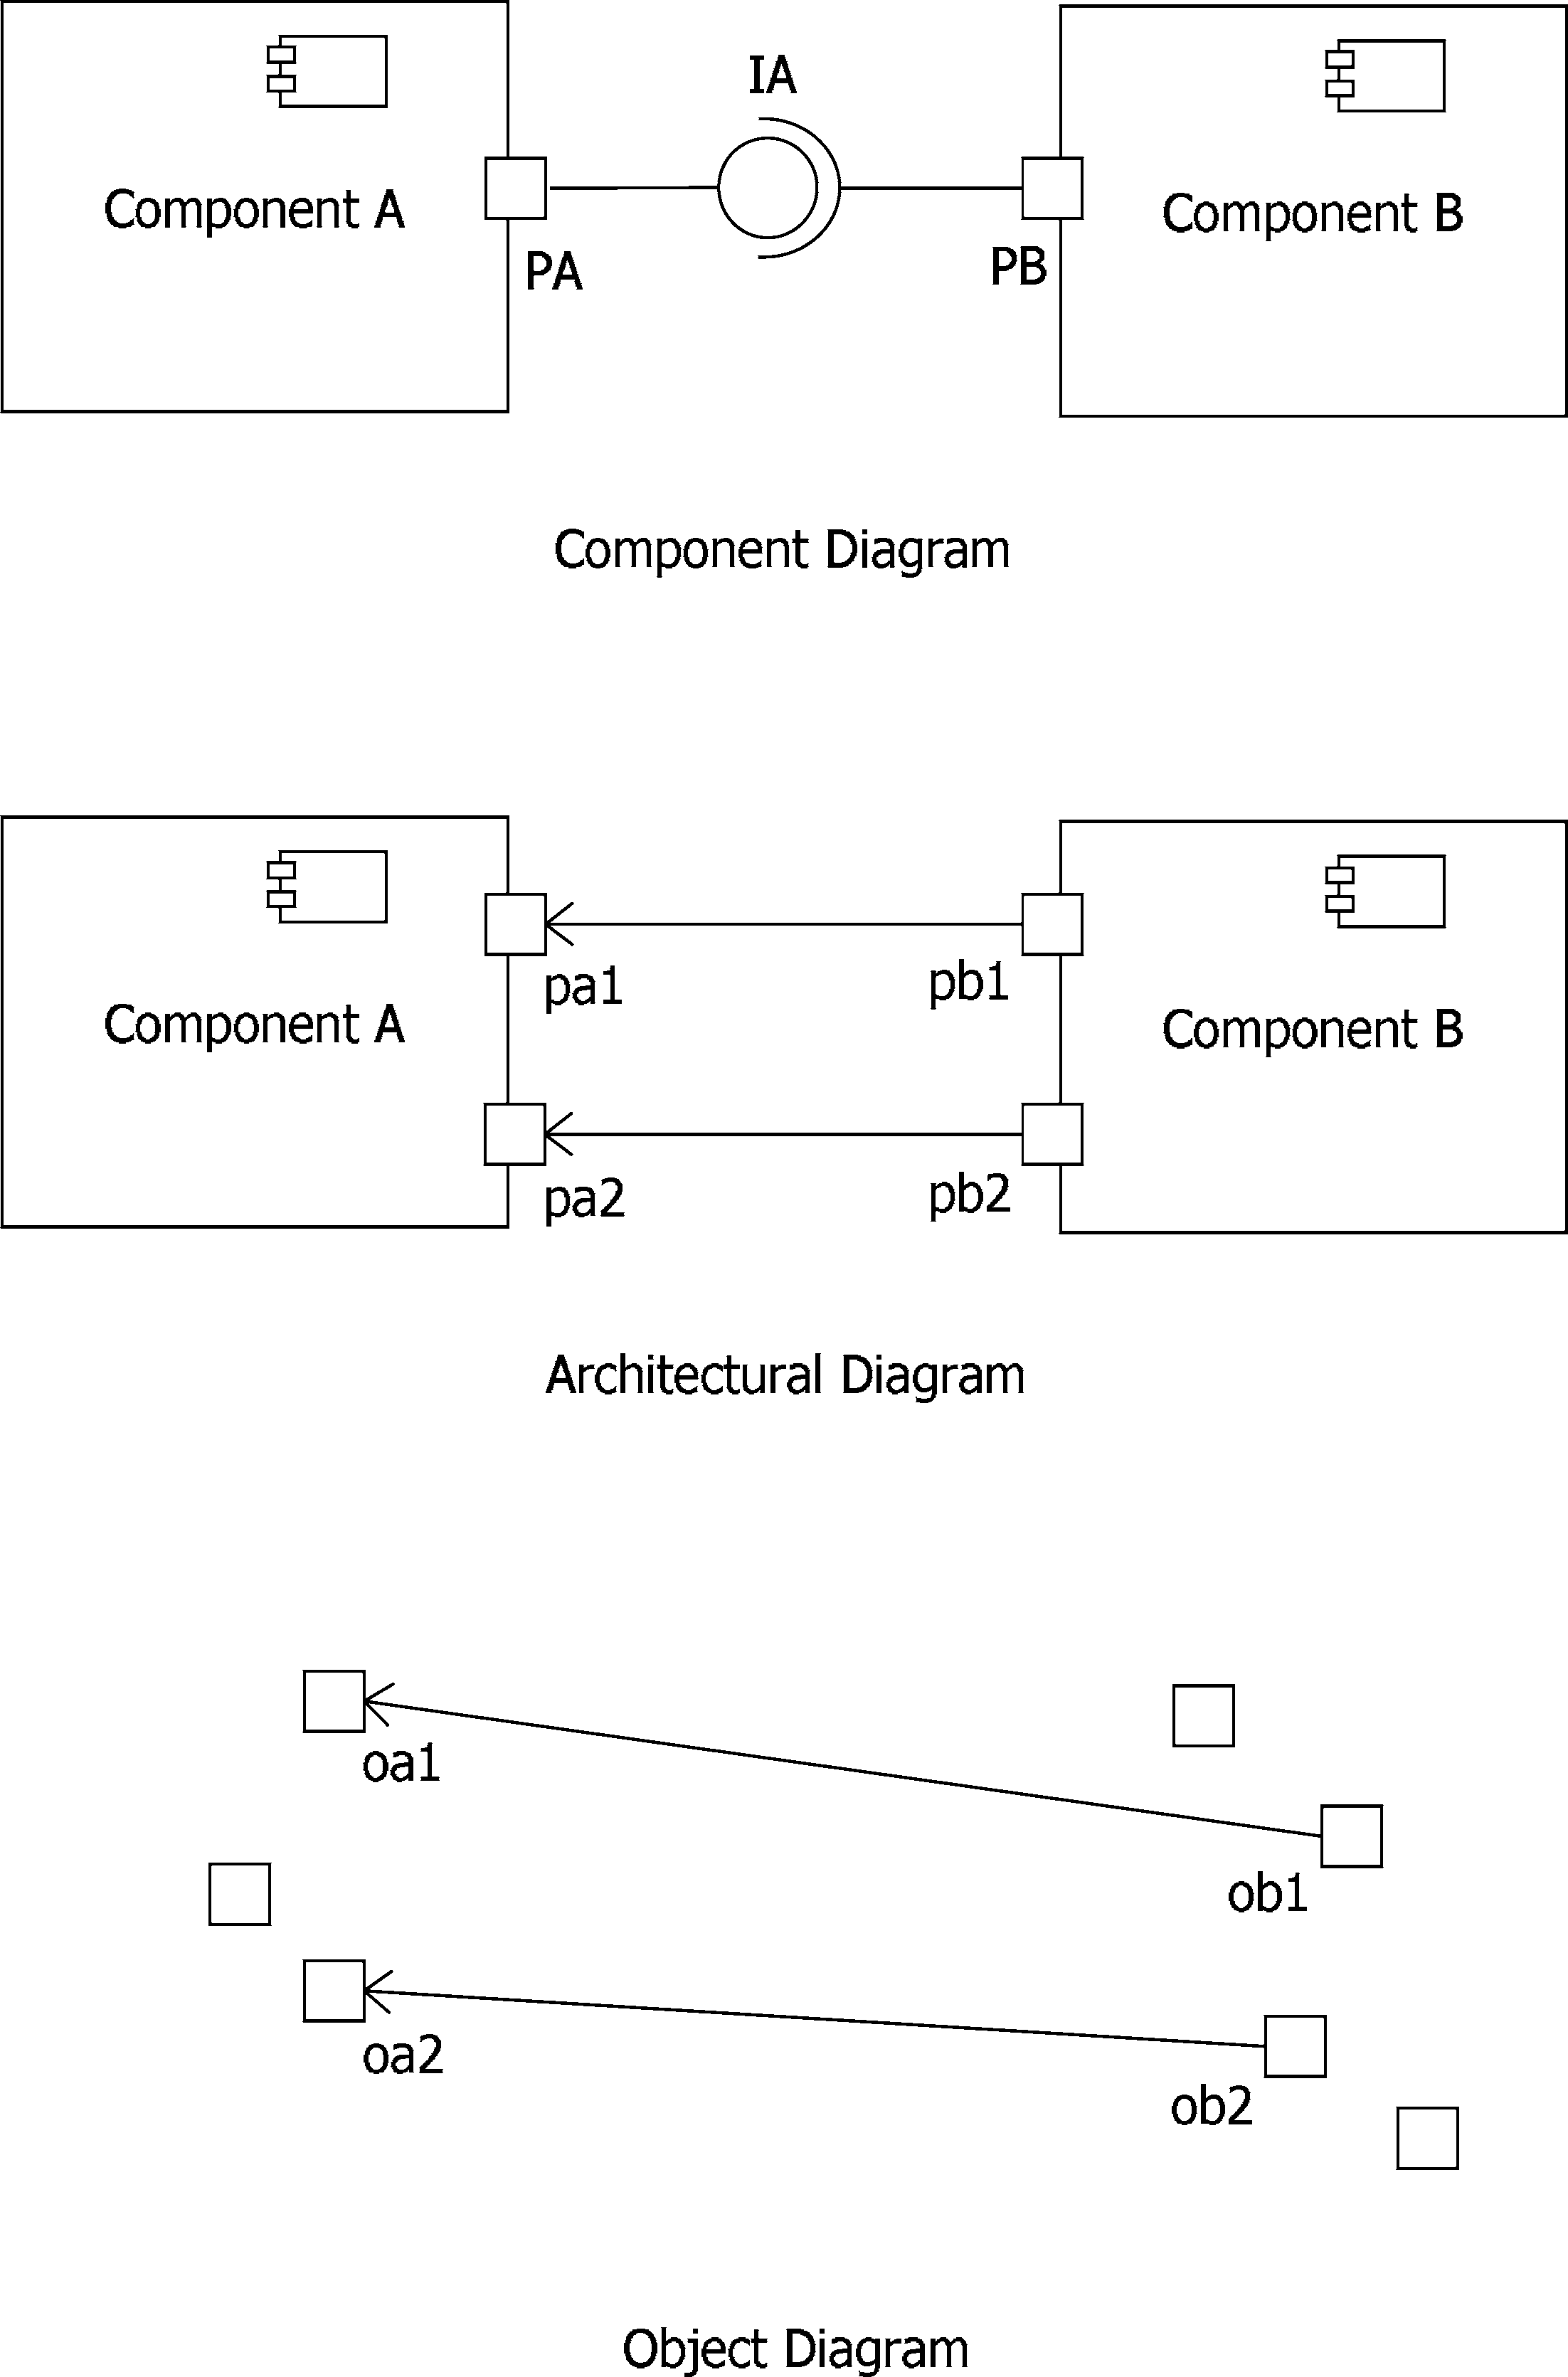 IA
Component A
Component B
PA
PB
Component Diagram
pa1
pb1
Component A
Component B
pa2
pb2
Architectural Diagram
oa1
ob1
oa2
ob2
Object Diagram